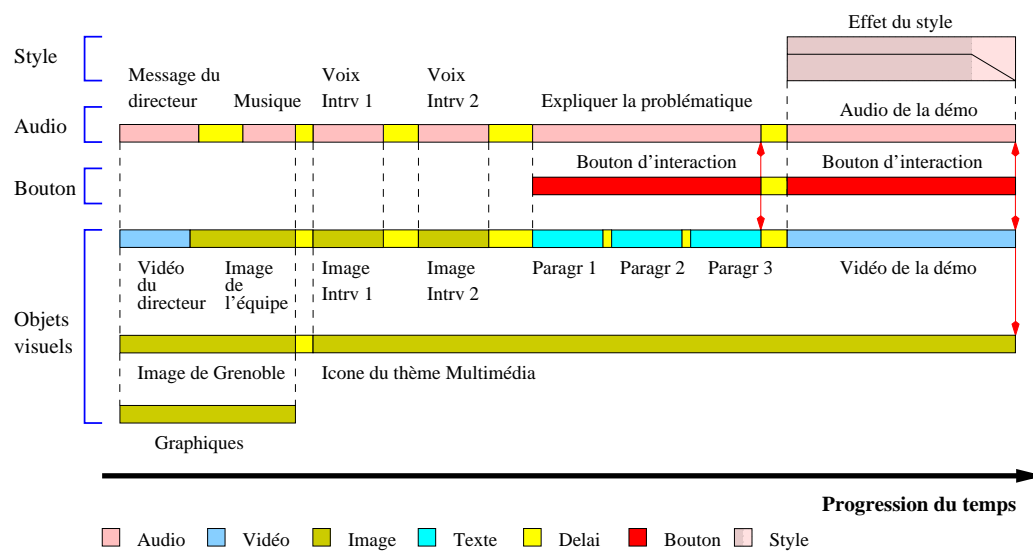 Effet du style
Style
Message du
directeur
Musique
Voix
Intrv 1
Voix
Intrv 2
Expliquer la problématique
Audio de la démo
Audio
Bouton d’interaction
Bouton d’interaction
Bouton
Vidéo
du
directeur
Image
de
l’équipe
Image
Intrv 1
Image
Intrv 2
Paragr 1
Paragr 2
Paragr 3
Vidéo de la démo
Objets
visuels
Image de Grenoble
Icone du thème Multimédia
Graphiques
Progression du temps
Audio
Vidéo
Image
Texte
Delai
Bouton
Style